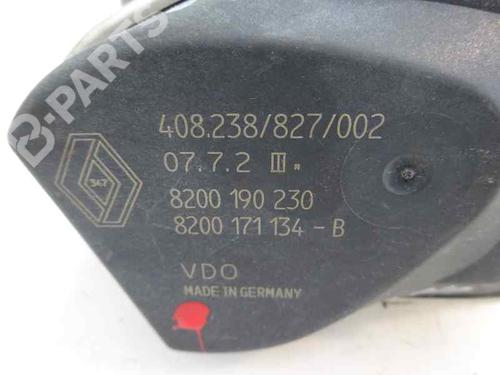 B-PARTS
408.238/827/002
07.7.2 III.
347
8200 190 230
8200 171 134 - B
VDO
MADE IN GERMANY